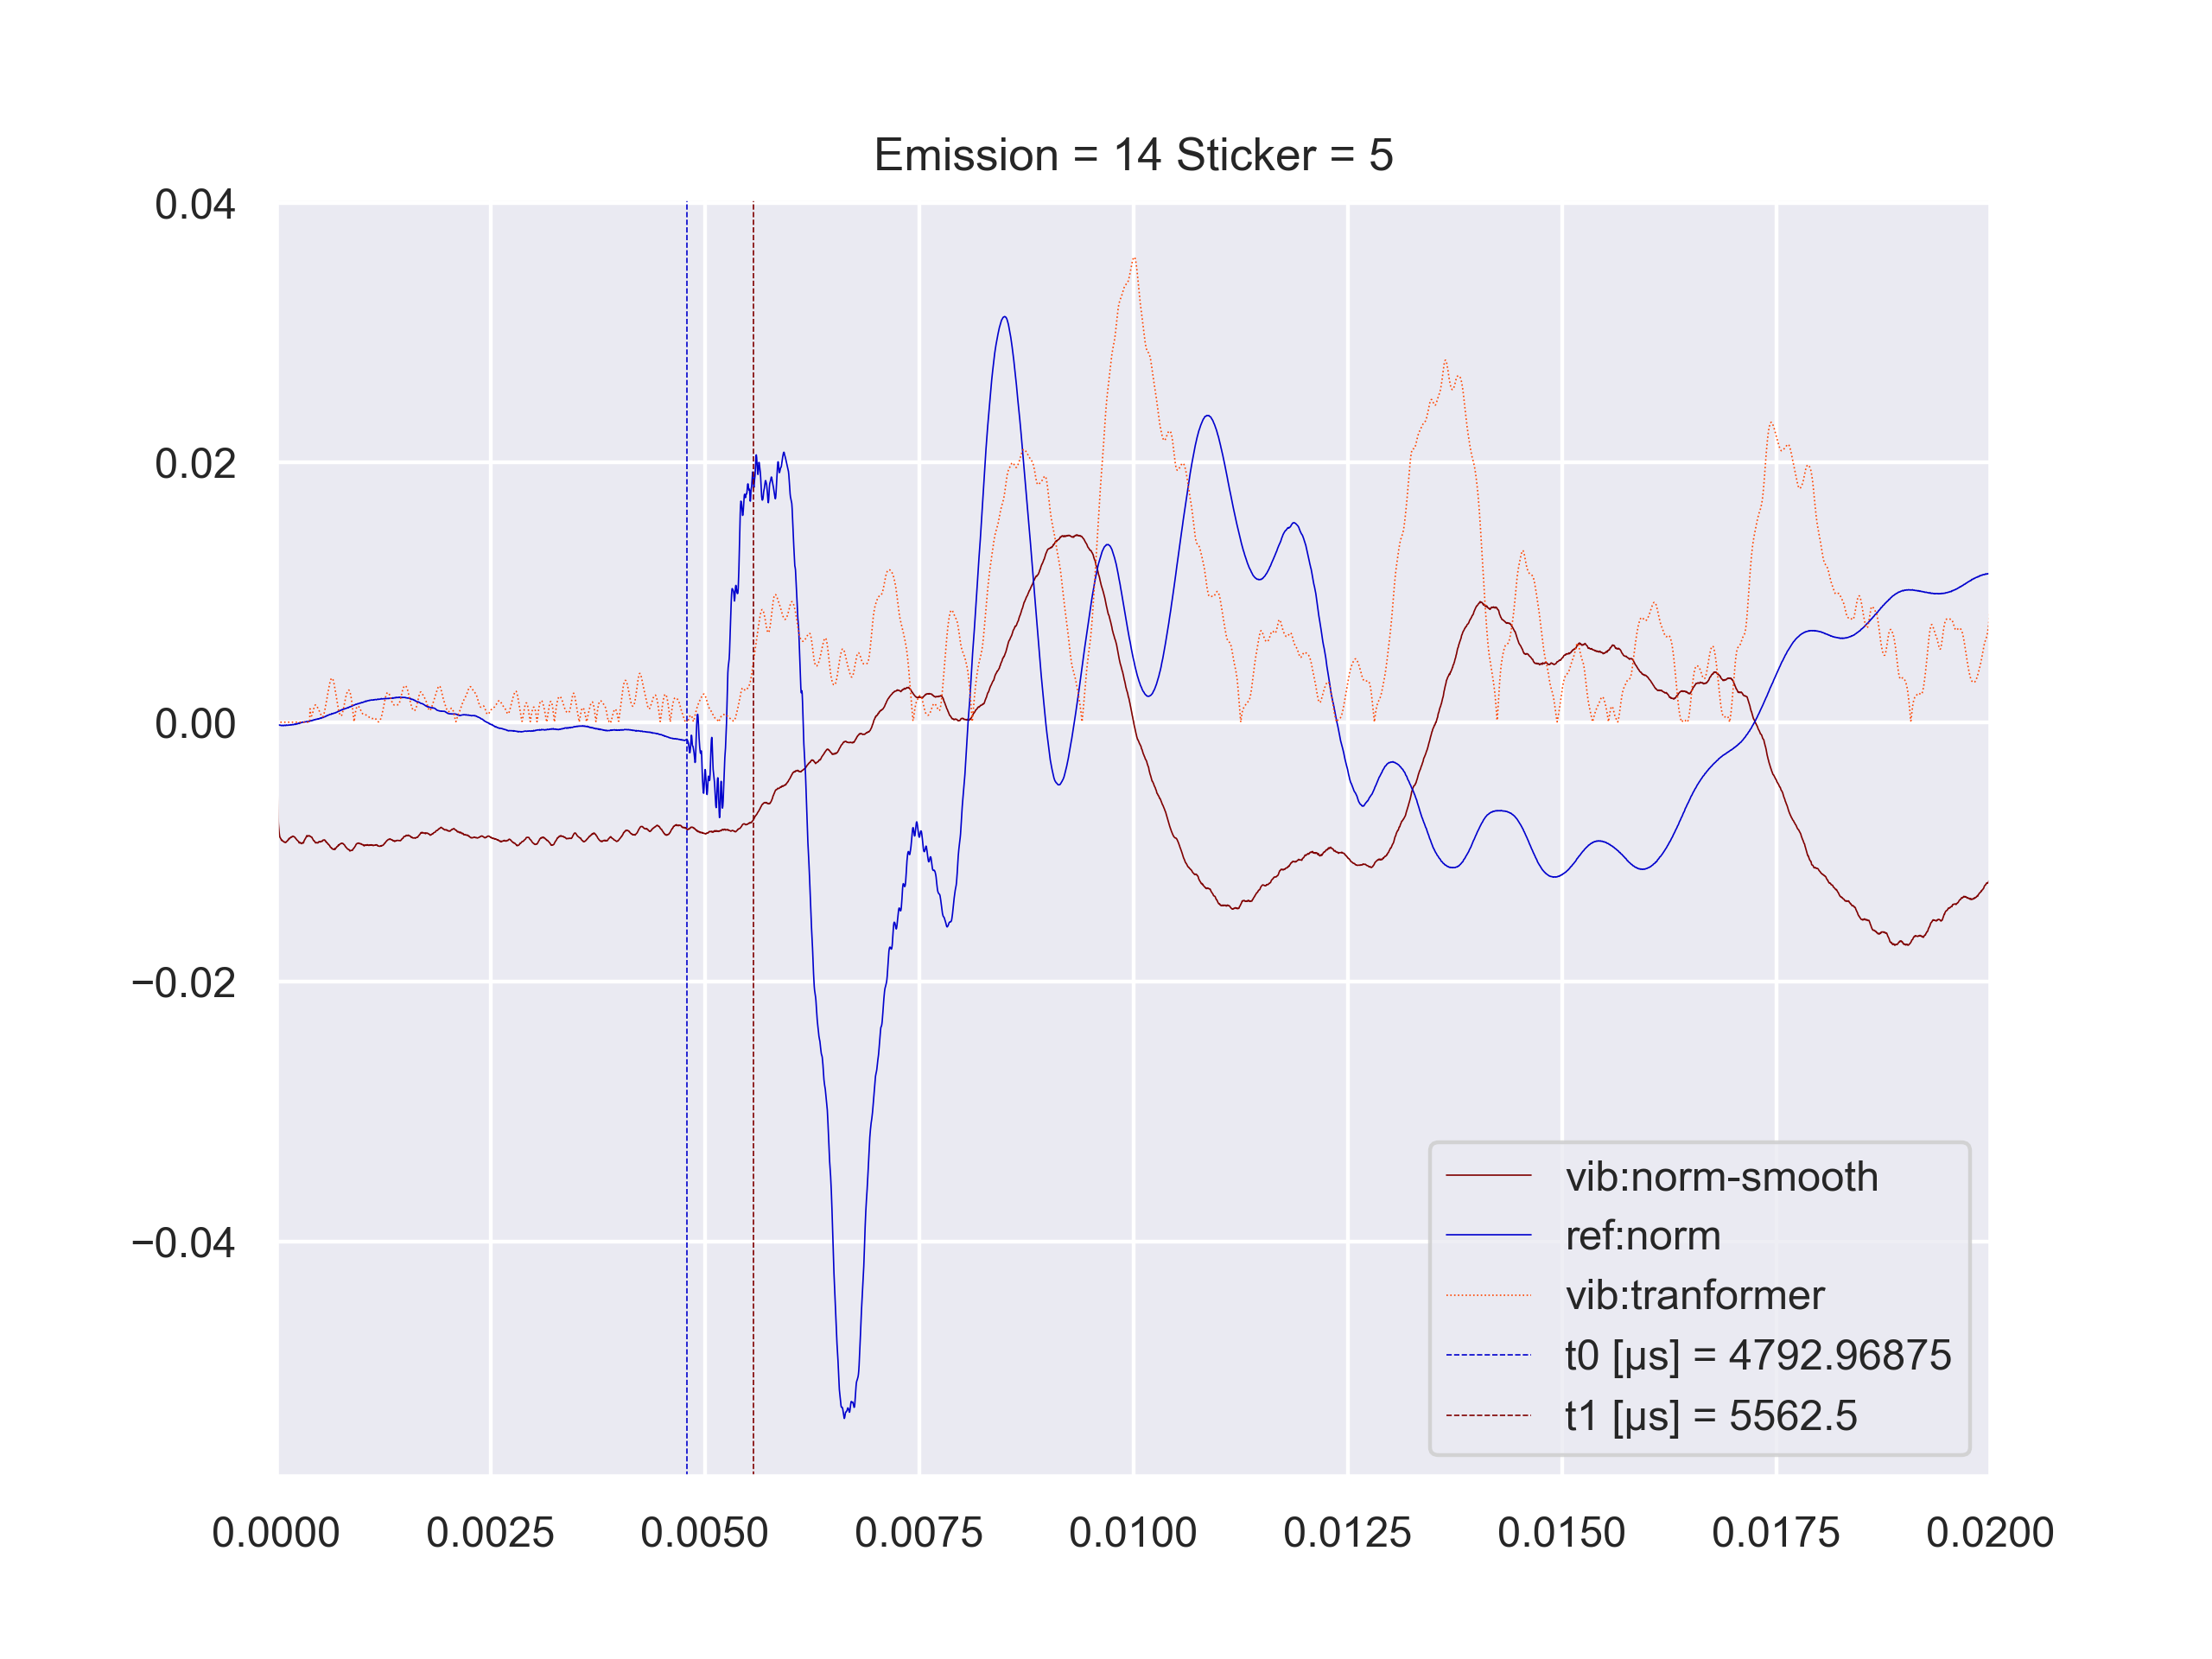 Emission = 14 Sticker = 5
0.04
0.02
0.00
−0.02
−0.04
vib:norm-smooth
ref:norm
vib:tranformer
t0 [µs] = 4792.96875
t1 [µs] = 5562.5
0.0000 0.0025 0.0050 0.0075 0.0100 0.0125 0.0150 0.0175 0.0200